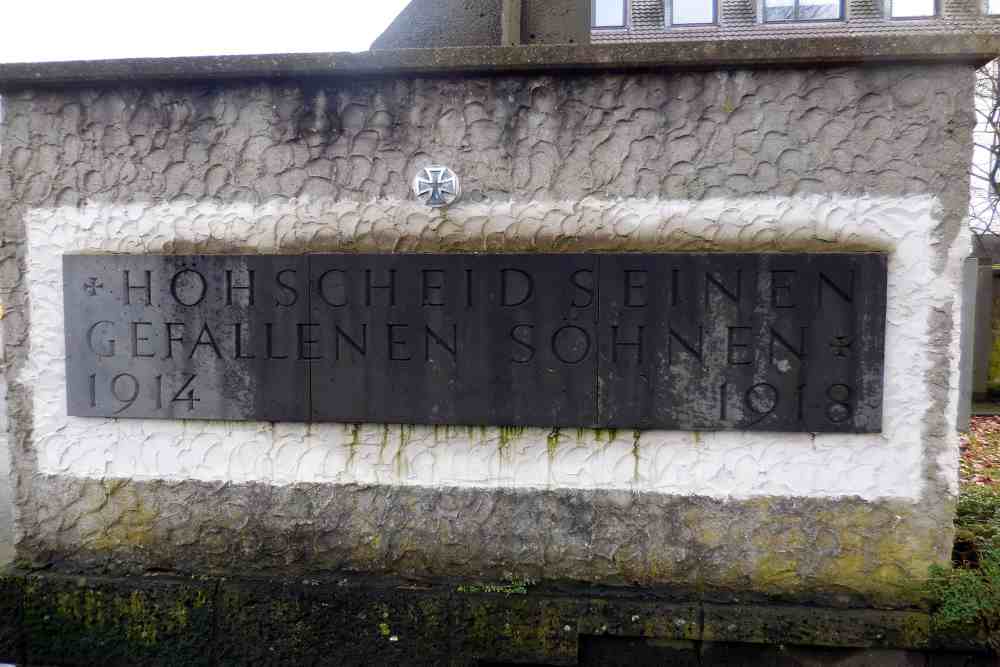 HÖHSCHEID SEINEN
GEFALLENEN SÖHNEN
1914 1918